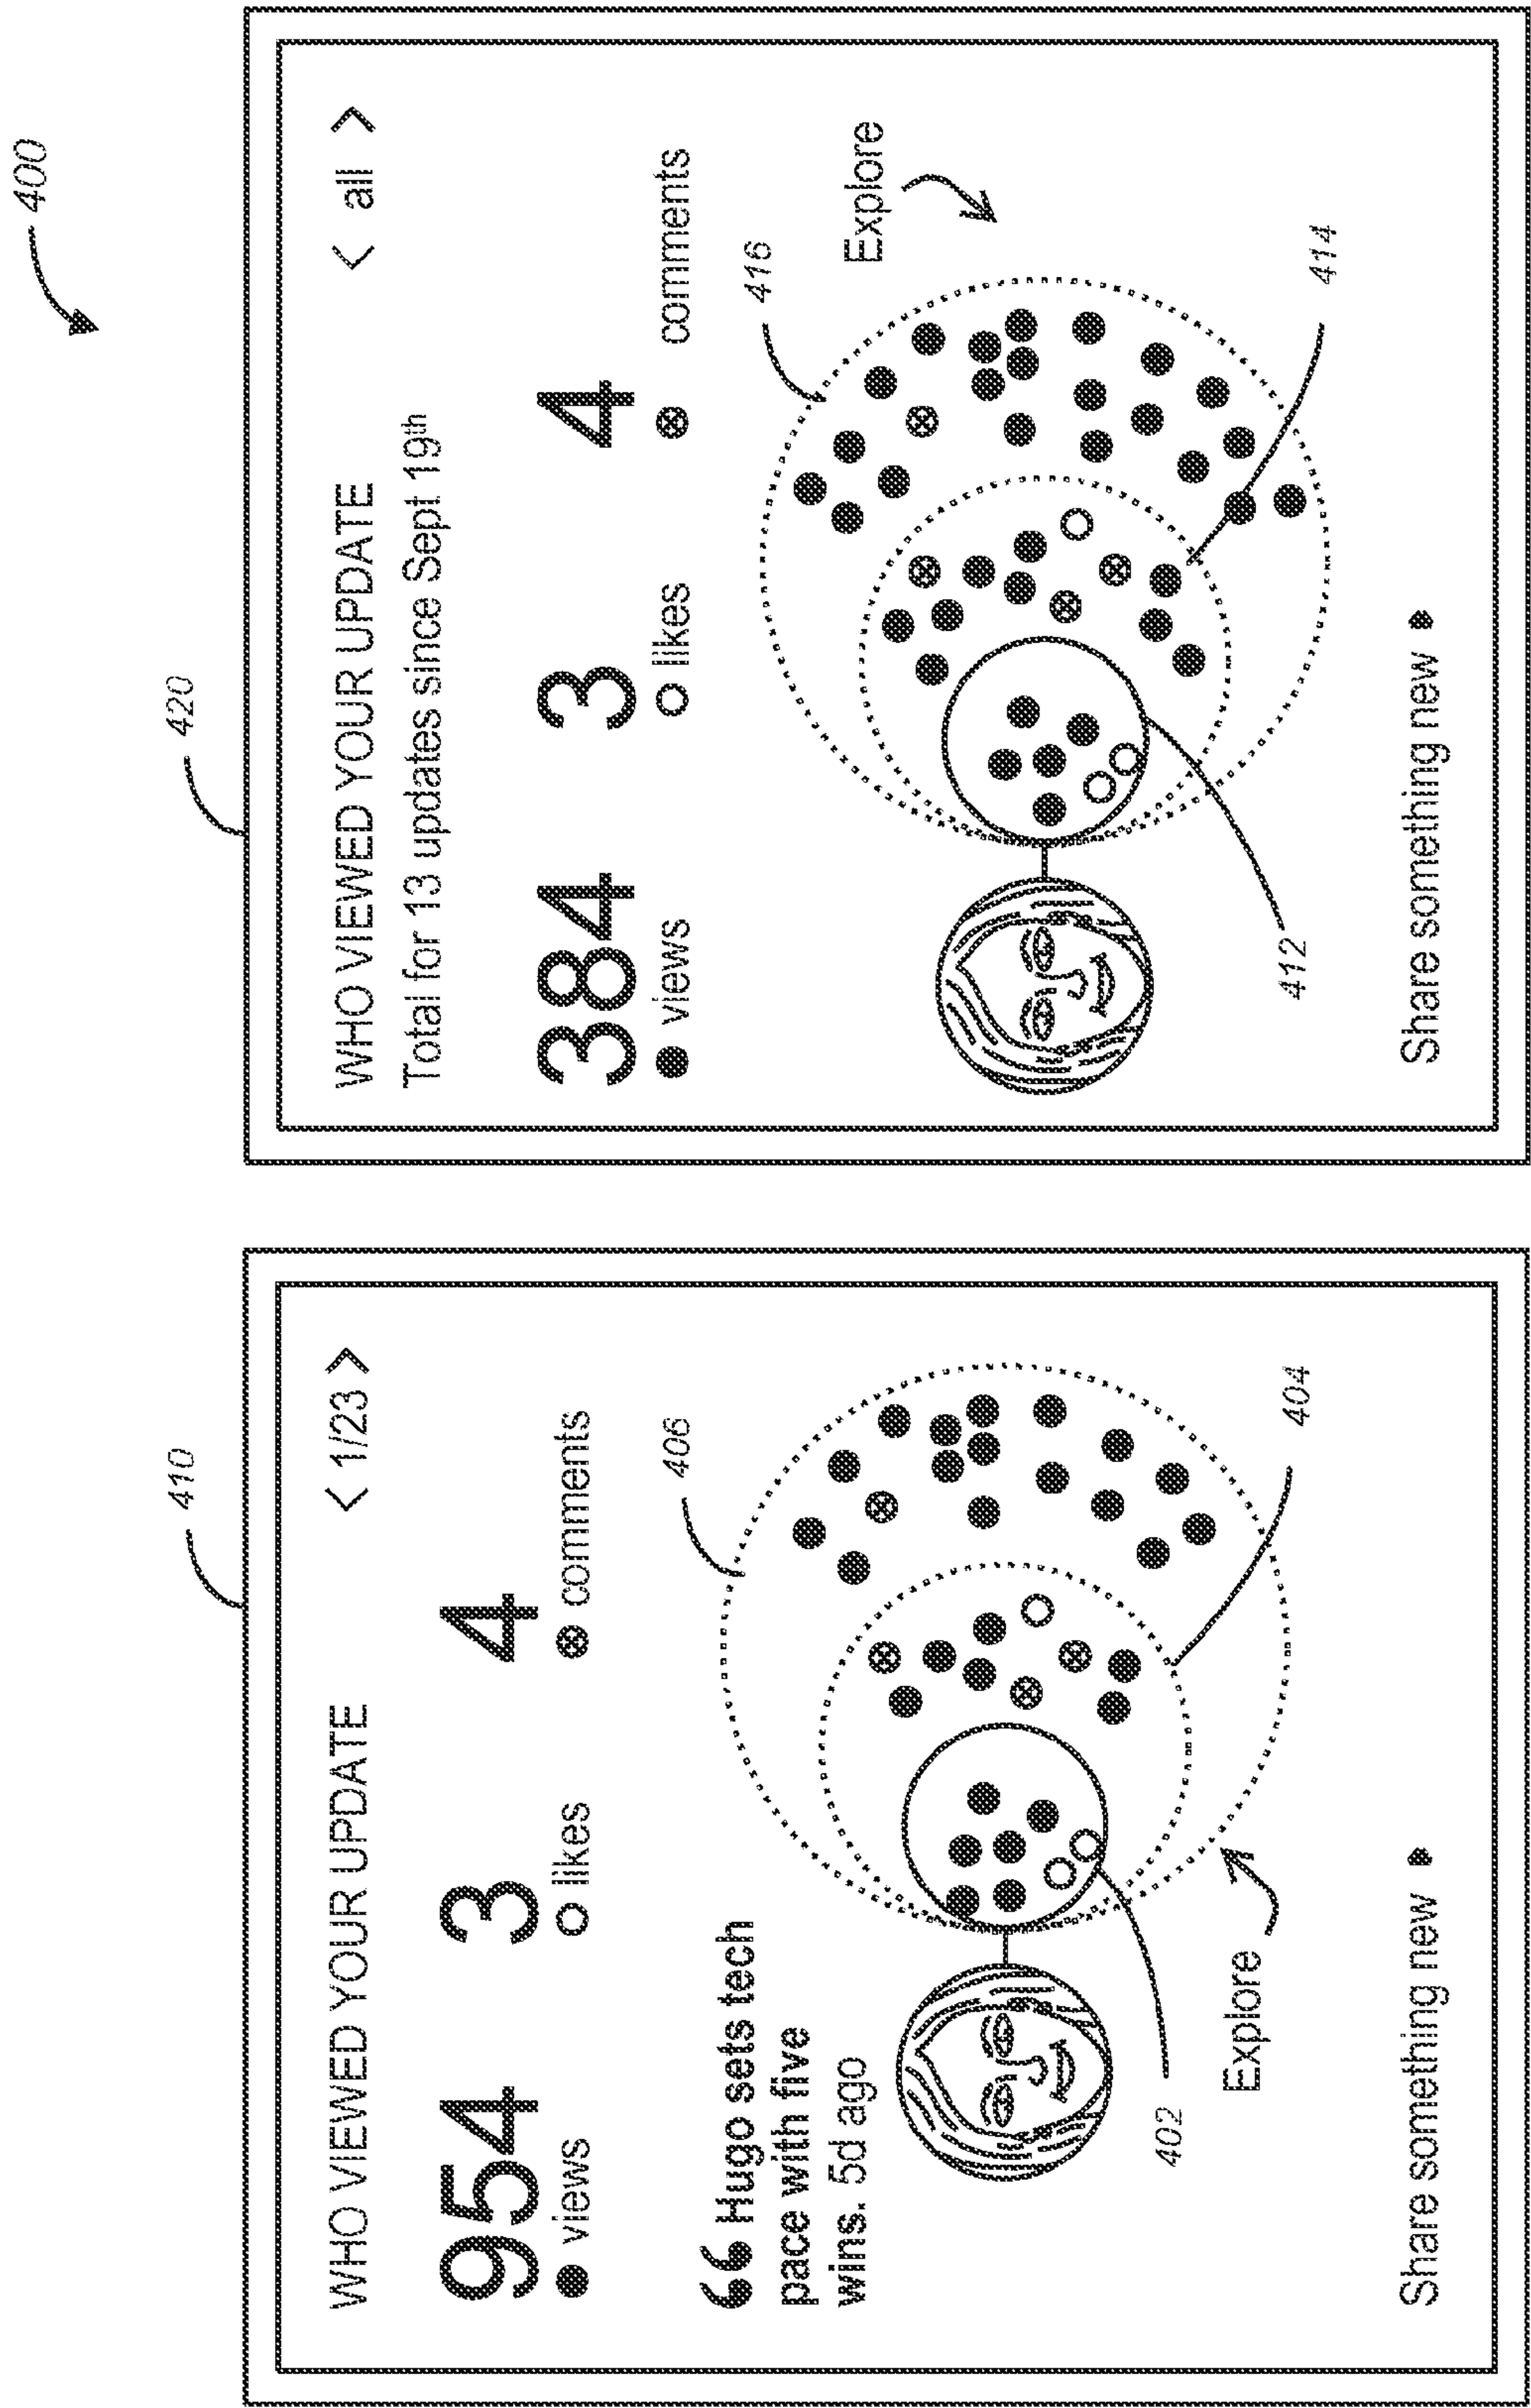 400
410
WHO VIEWED YOUR UPDATE
< 1/23 >
954 3 4
views likes comments
406
“ Hugo sets tech
pace with five
wins. 5d ago
402
404
Explore
Share something new
420
WHO VIEWED YOUR UPDATE
< all >
Total for 13 updates since Sept 19th
384 3 4
views likes comments
416
Explore
412
414
Share something new